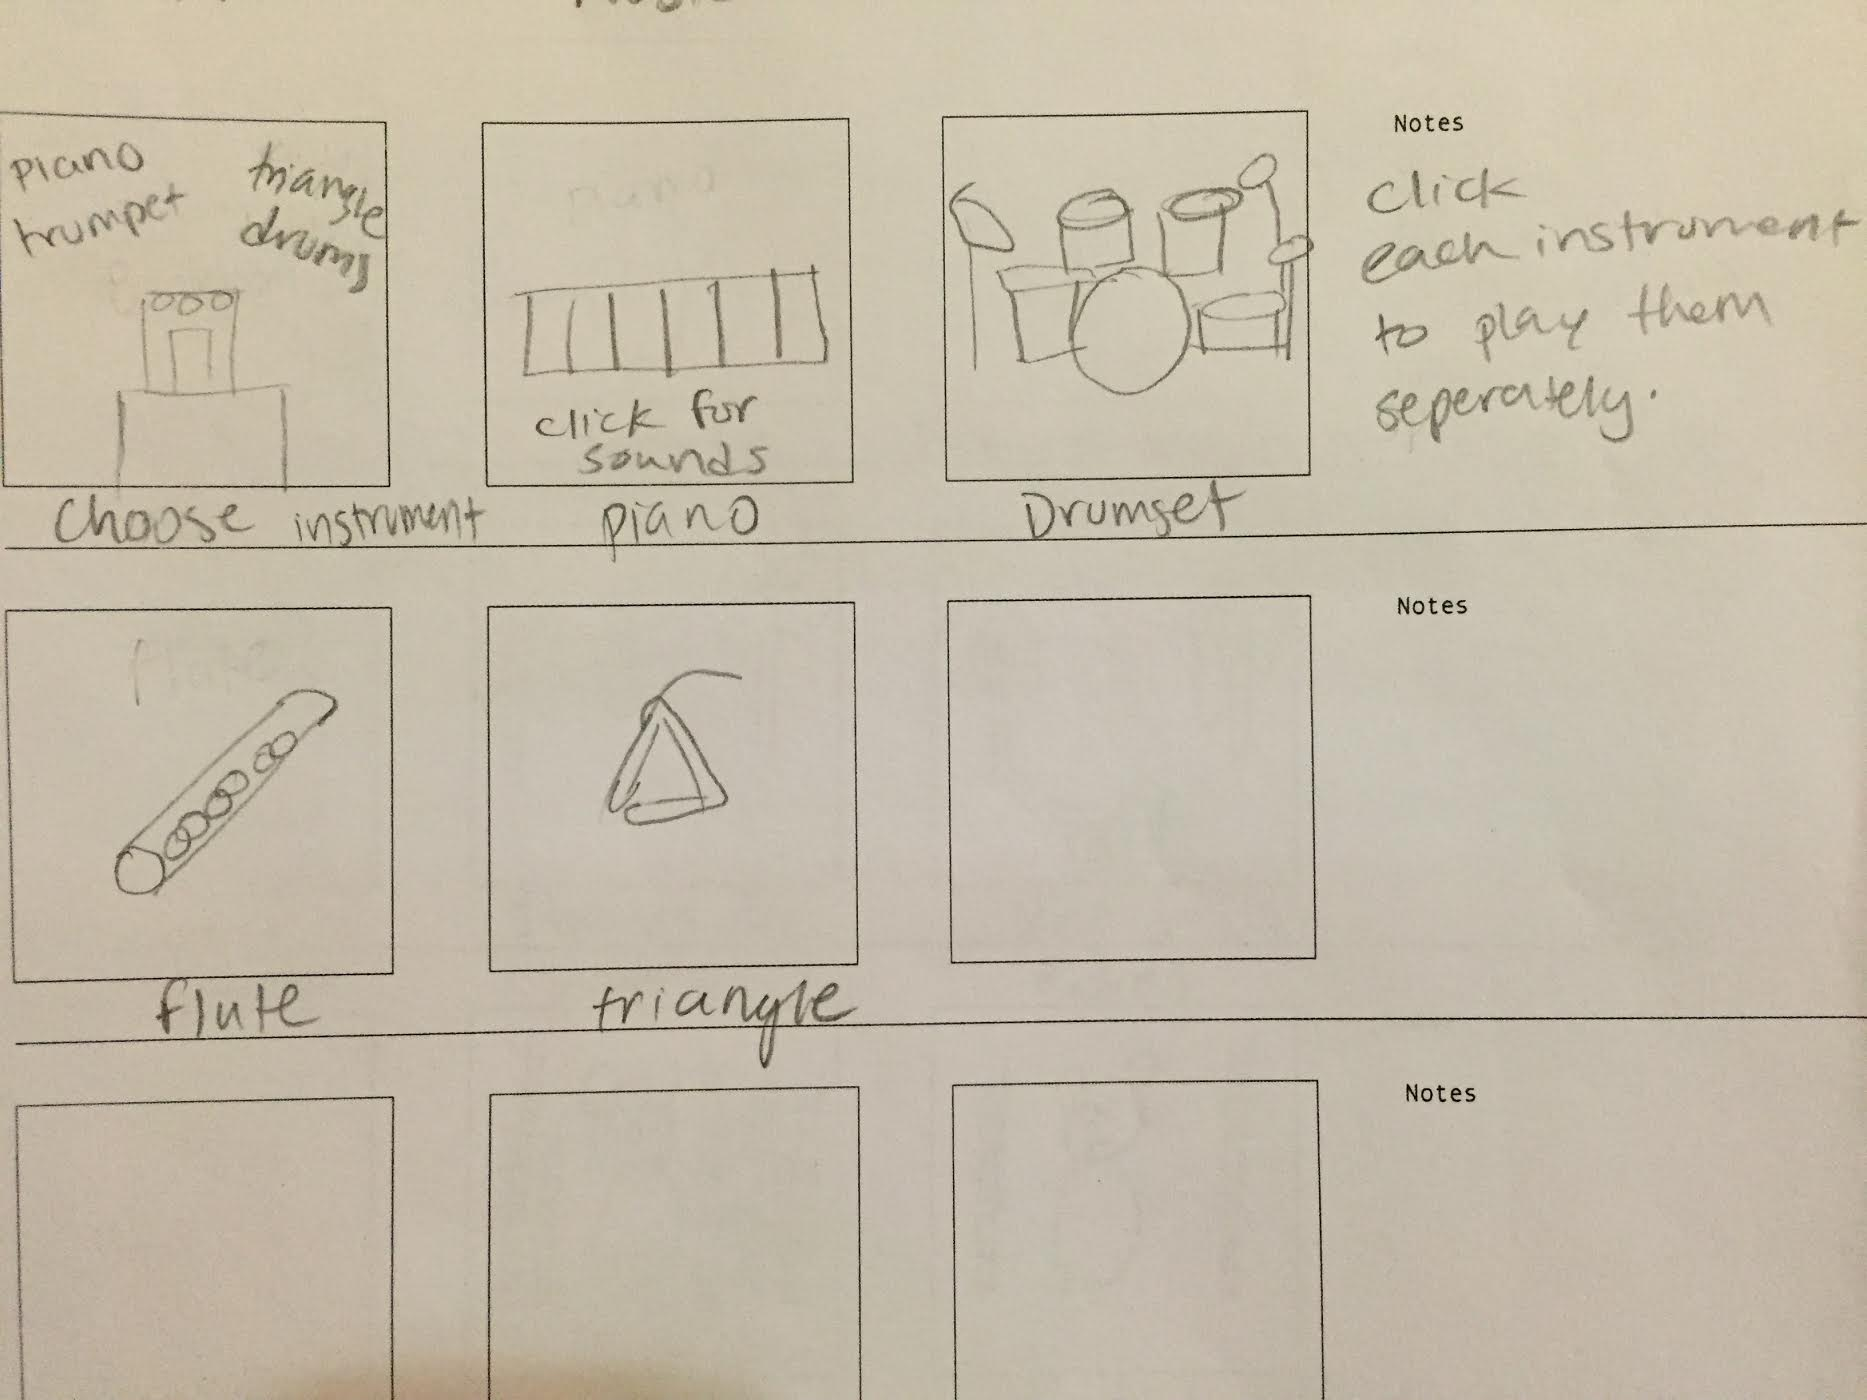 piano
trumpet
triangle
drums
Choose instrument
click for
sounds
piano
Drumset
Notes
click
each instrument
to play them
seperately.
flute
flute
triangle
Notes
Notes